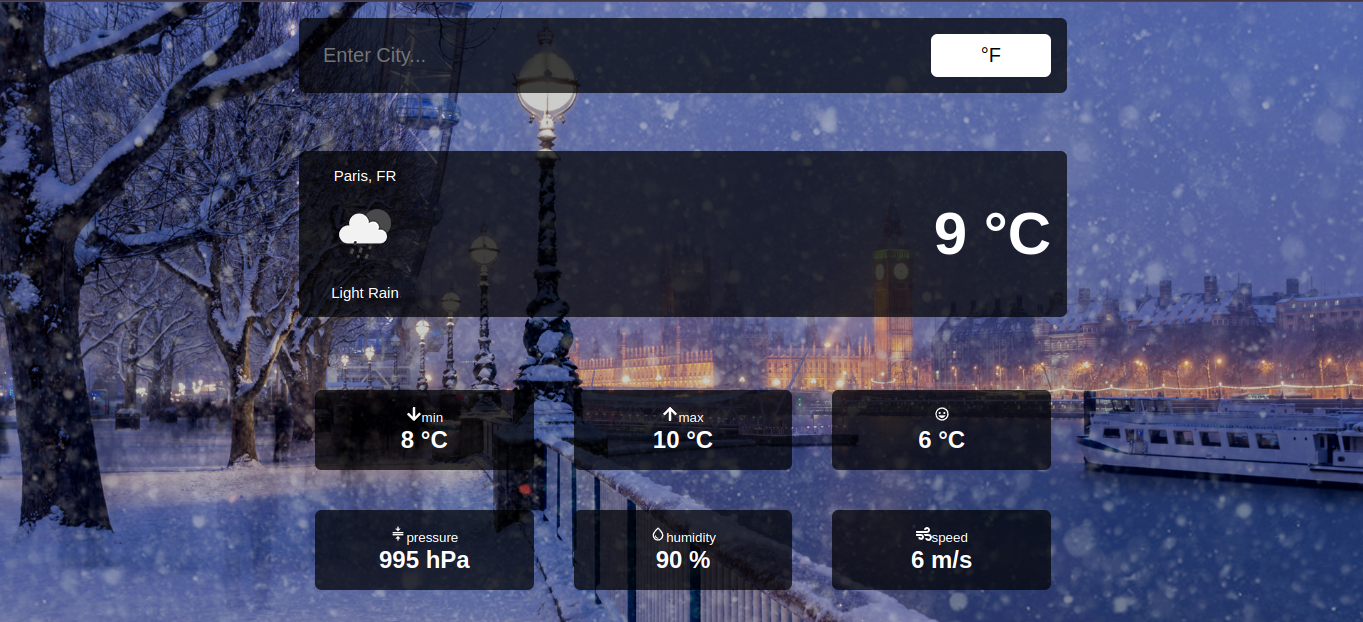 Enter City...
°F
Paris, FR
9 °C
Light Rain
min
8 °C
max
10 °C
6 °C
pressure
995 hPa
humidity
90 %
speed
6 m/s